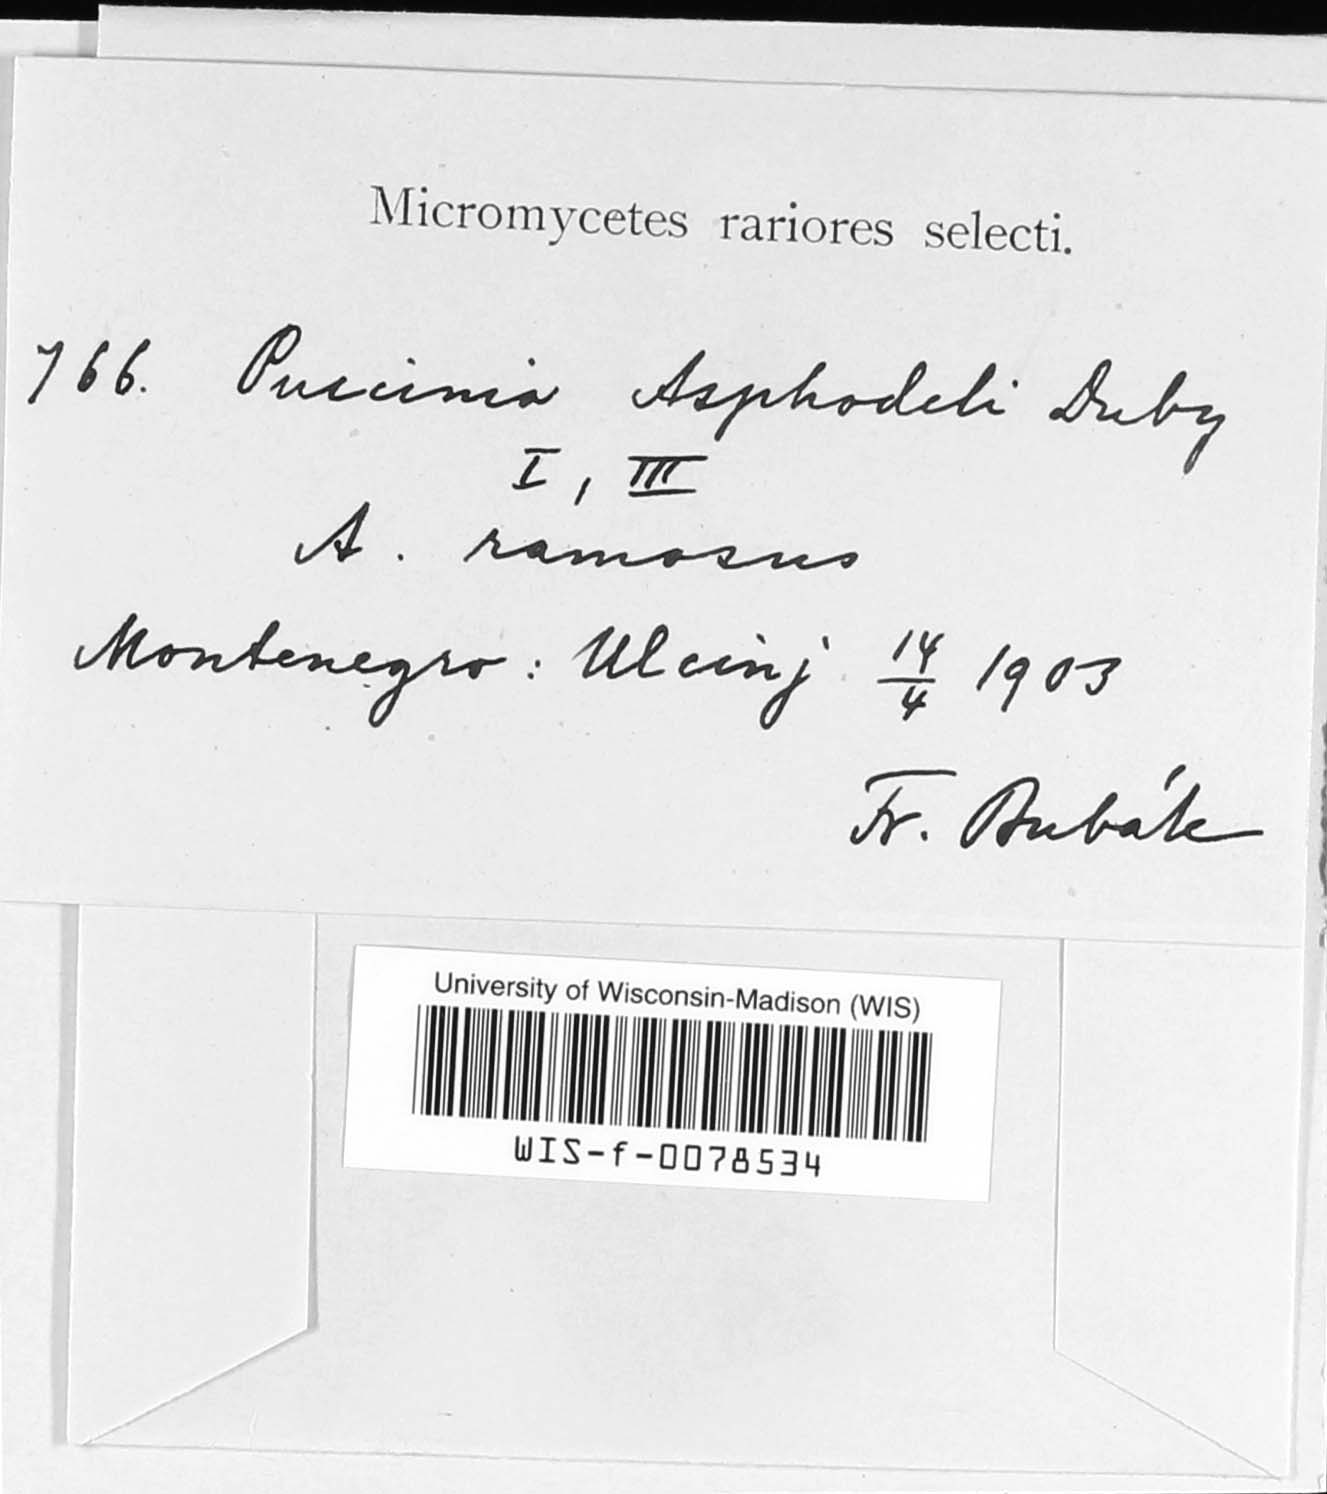 Micromycetes rariores selecti.
766. Puccinia Asphodeli Duby
I, III
A. ramosus
Montenegro: Ulcinj 14/4 1903
Fr. Bubák
University of Wisconsin-Madison (WIS)
WIS-f-0078534